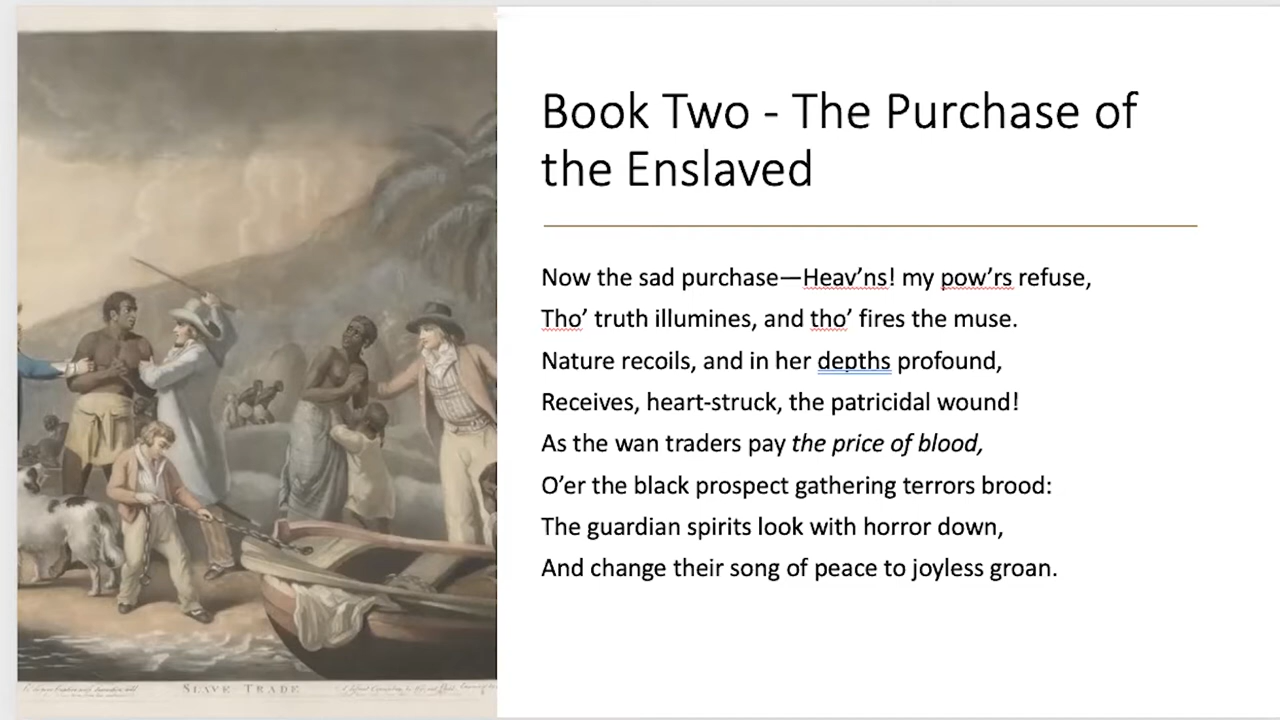 Book Two - The Purchase of
the Enslaved
Now the sad purchase—Heav’ns! my pow’rs refuse,
Tho’ truth illumines, and tho’ fires the muse.
Nature recoils, and in her depths profound,
Receives, heart-struck, the patricidal wound!
As the wan traders pay the price of blood,
O’er the black prospect gathering terrors brood:
The guardian spirits look with horror down,
And change their song of peace to joyless groan.
SLAVE TRADE